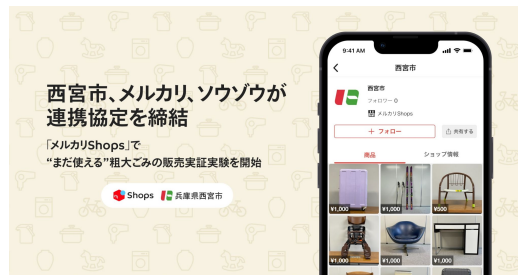 西宮市、メルカリ、ソウゾウが
連携協定を締結
「メルカリShops」で
“まだ使える”粗大ごみの販売実証実験を開始
Shops 兵庫県西宮市
9:41 AM
西宮市
西宮市
フォロワー 0
メルカリShops
＋ フォロー 共有する
商品 ショップ情報
¥1,000 ¥1,000 ¥500
¥1,000 ¥1,000 ¥1,000